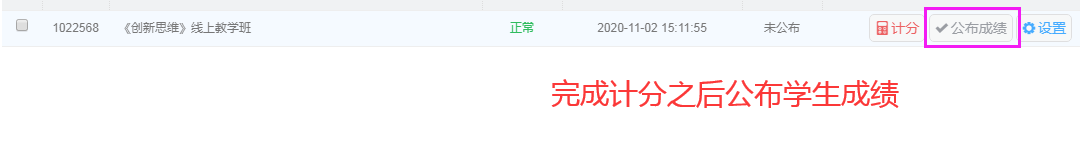 1022568 《创新思维》线上教学班 正常 2020-11-02 15:11:55 未公布 计分 公布成绩 设置
完成计分之后公布学生成绩